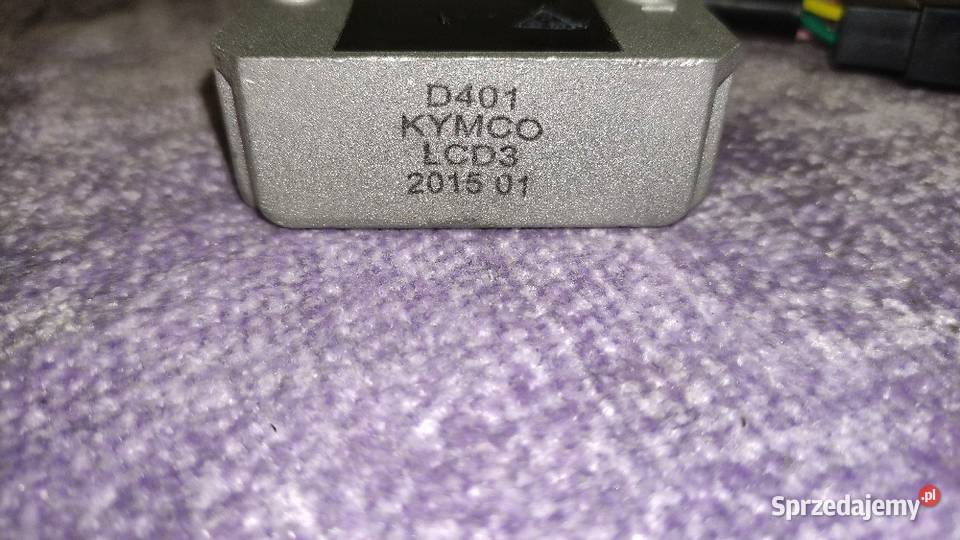 D401
KYMCO
LCD3
2015 01
Sprzedajemy.pl